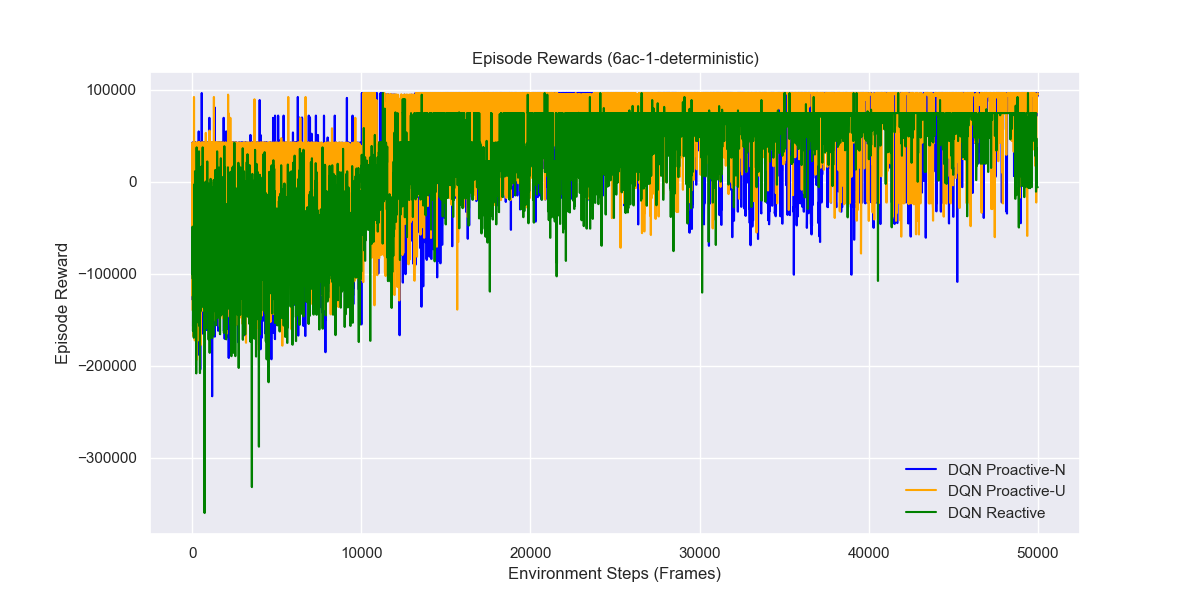 Episode Rewards (6ac-1-deterministic)
100000
0
−100000
−200000
−300000
Episode Reward
0
10000
20000
30000
40000
50000
Environment Steps (Frames)
DQN Proactive-N
DQN Proactive-U
DQN Reactive